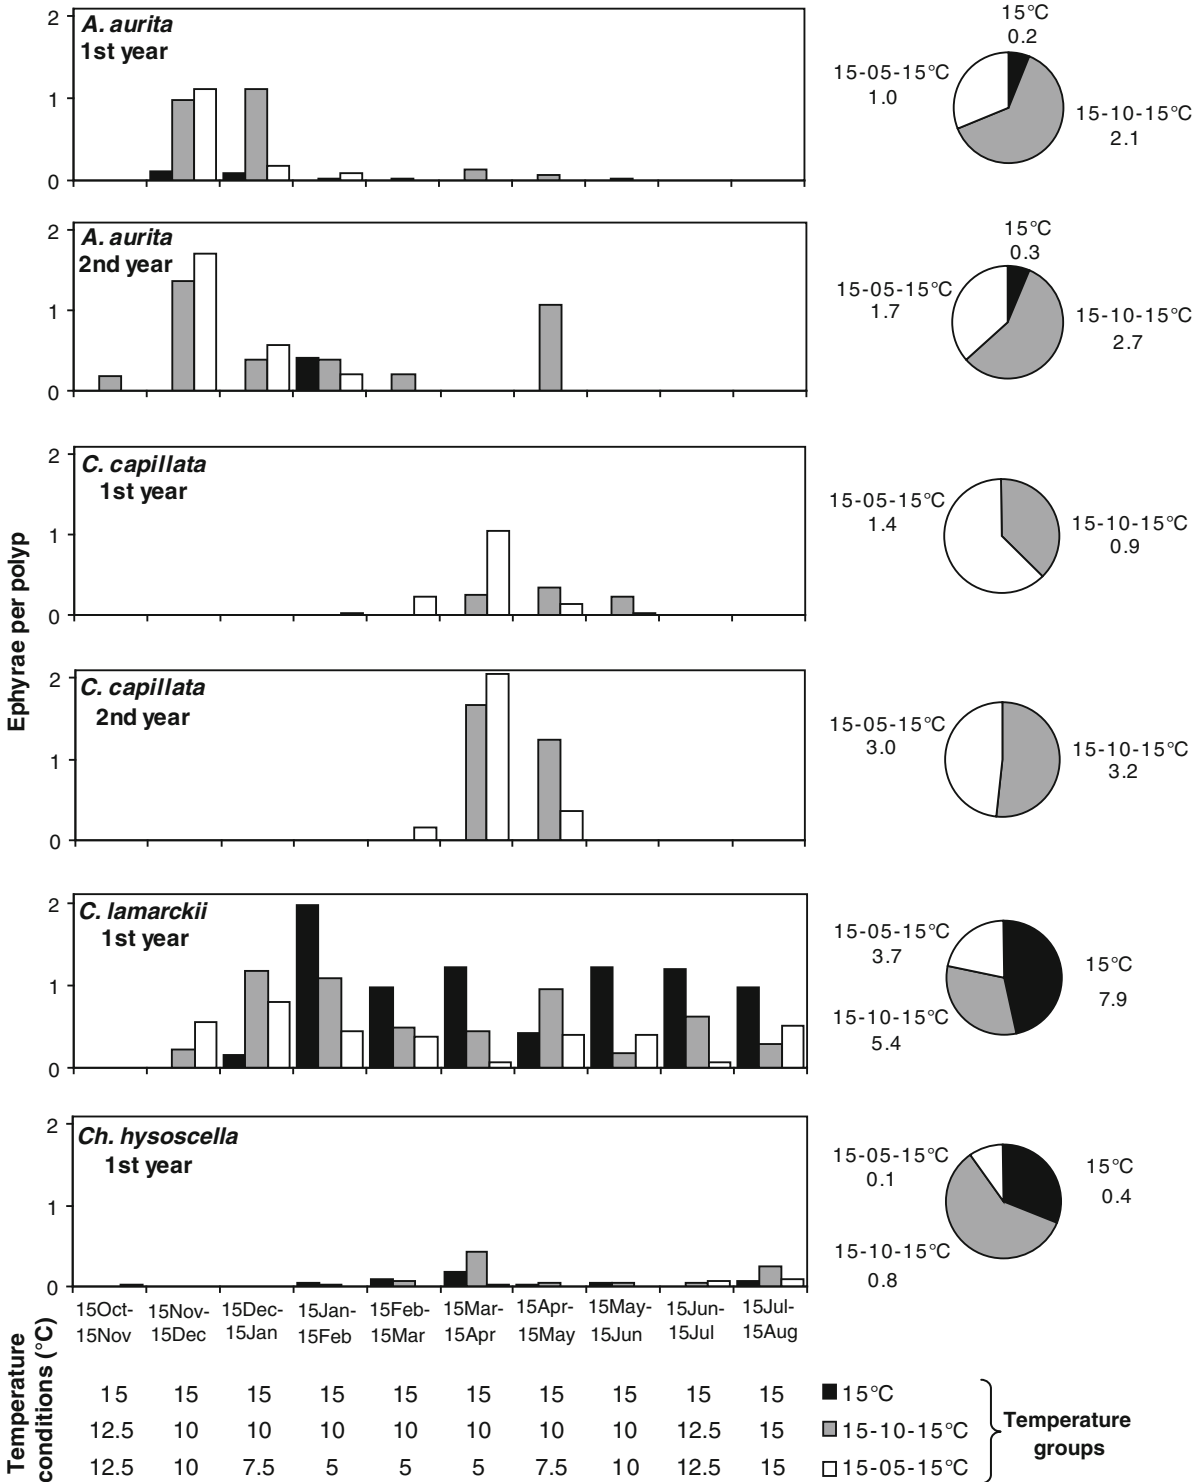 Ephyrae per polyp
2
1
0
A. aurita
1st year
15°C
0.2
15-05-15°C
1.0
15-10-15°C
2.1
2
1
0
A. aurita
2nd year
15°C
0.3
15-05-15°C
1.7
15-10-15°C
2.7
2
1
0
C. capillata
1st year
15-05-15°C
1.4
15-10-15°C
0.9
2
1
0
C. capillata
2nd year
15-05-15°C
3.0
15-10-15°C
3.2
2
1
0
C. lamarckii
1st year
15-05-15°C
3.7
15°C
7.9
15-10-15°C
5.4
2
1
0
Ch. hysoscella
1st year
15-05-15°C
0.1
15°C
0.4
15-10-15°C
0.8
15Oct-
15Nov
15Nov-
15Dec
15Dec-
15Jan
15Jan-
15Feb
15Feb-
15Mar
15Mar-
15Apr
15Apr-
15May
15May-
15Jun
15Jun-
15Jul
15Jul-
15Aug
Temperature
conditions (°C)
15 15 15 15 15 15 15 15 15 15
12.5 10 10 10 10 10 10 10 12.5 15
12.5 10 7.5 5 5 5 7.5 10 12.5 15
15°C
15-10-15°C
15-05-15°C
Temperature
groups